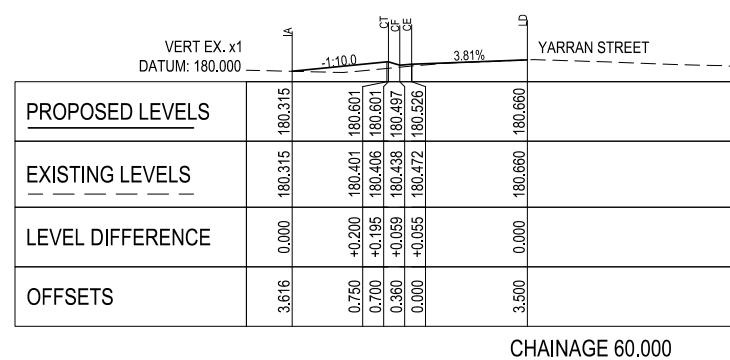 VERT EX. x1
DATUM: 180.000
IA
CT
CF
CE
LD
-1:10.0
3.81%
YARRAN STREET
PROPOSED LEVELS
180.315
180.601
180.601
180.497
180.526
180.660
EXISTING LEVELS
180.315
180.401
180.406
180.438
180.472
180.660
LEVEL DIFFERENCE
0.000
+0.200
+0.195
+0.059
+0.055
0.000
OFFSETS
3.616
0.750
0.700
0.360
0.000
3.500
CHAINAGE 60.000